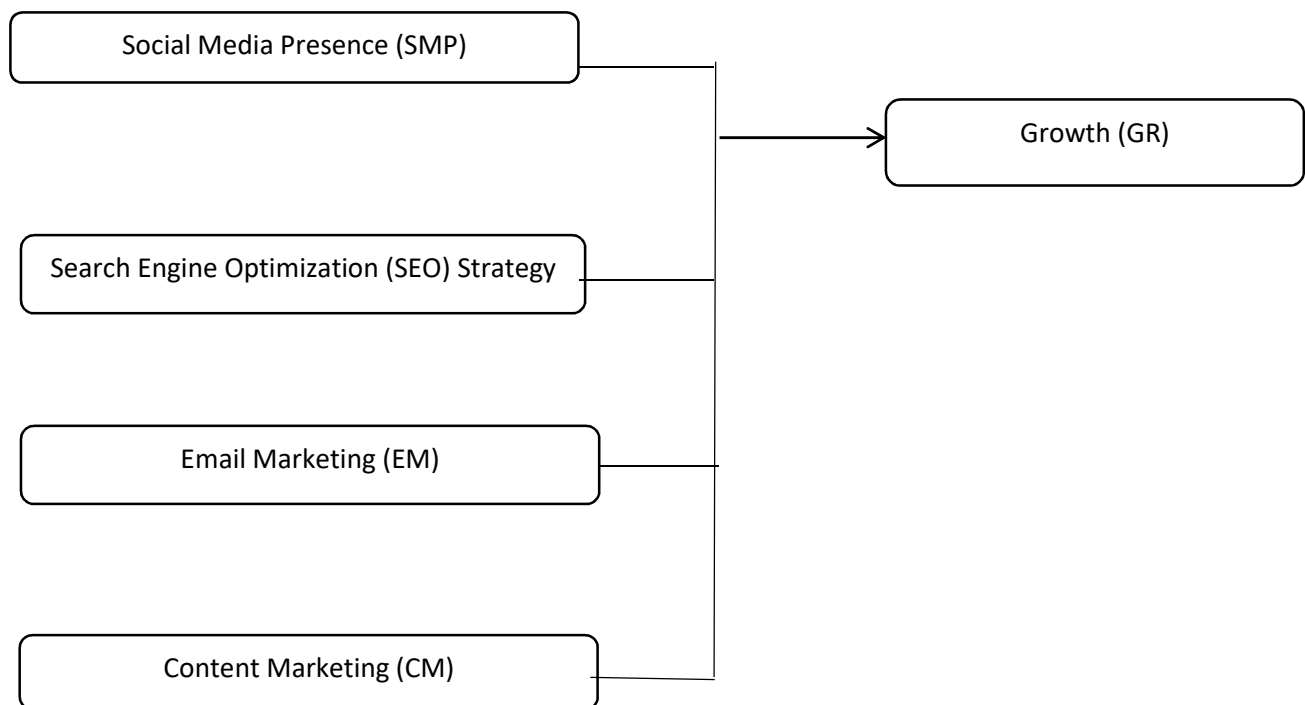 Social Media Presence (SMP)
Growth (GR)
Search Engine Optimization (SEO) Strategy
Email Marketing (EM)
Content Marketing (CM)